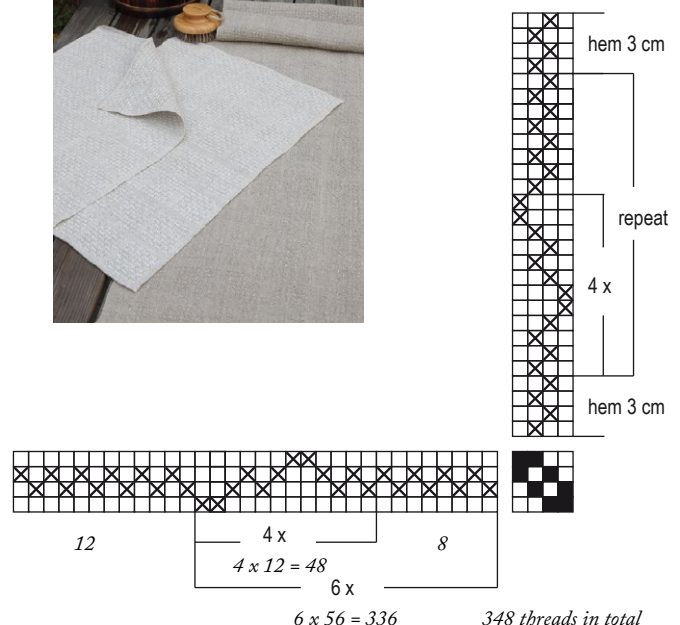 hem 3 cm
repeat
4 x
hem 3 cm
12
4 x
8
4 x 12 = 48
6 x
6 x 56 = 336
348 threads in total